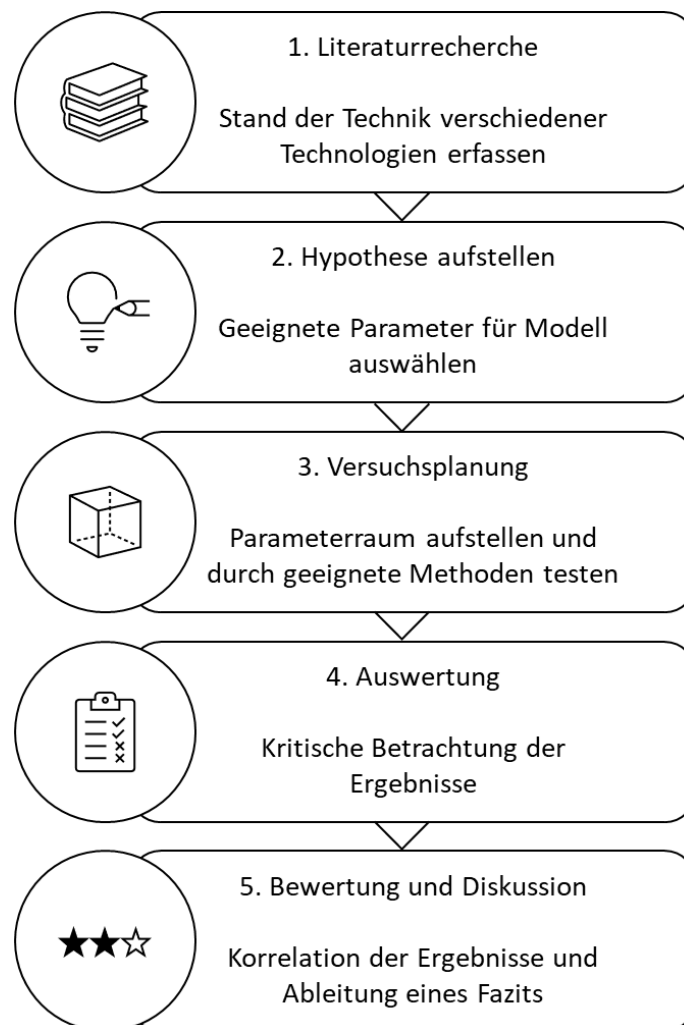 1. Literaturrecherche
Stand der Technik verschiedener
Technologien erfassen
2. Hypothese aufstellen
Geeignete Parameter für Modell
auswählen
3. Versuchsplanung
Parameterraum aufstellen und
durch geeignete Methoden testen
4. Auswertung
Kritische Betrachtung der
Ergebnisse
5. Bewertung und Diskussion
Korrelation der Ergebnisse und
Ableitung eines Fazits